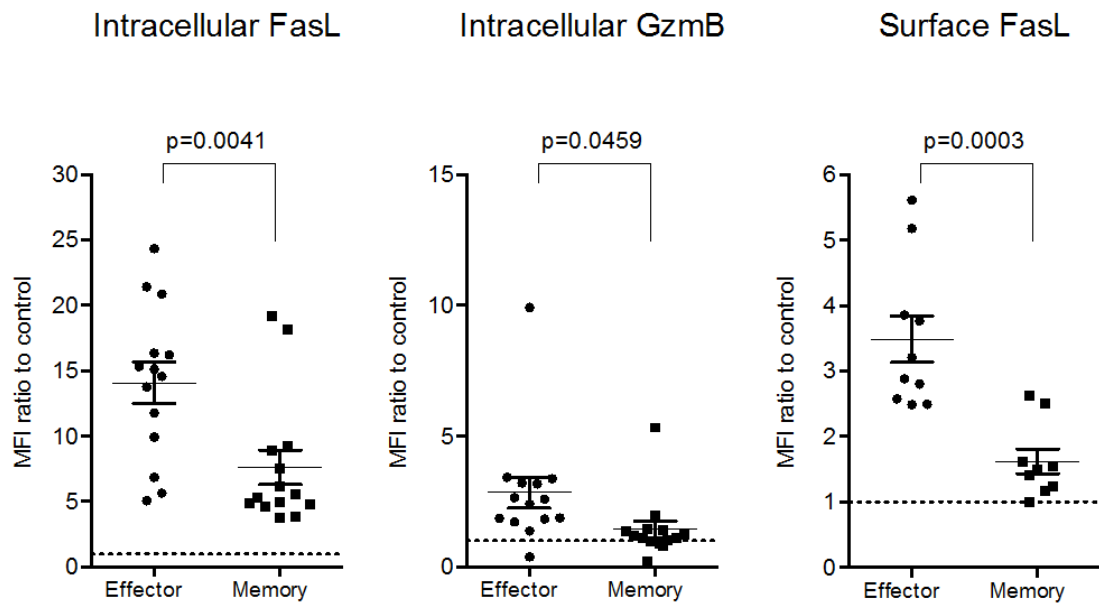 Intracellular FasL
Intracellular GzmB
Surface FasL
p=0.0041
p=0.0459
p=0.0003
MFI ratio to control
30
25
20
15
10
5
0
Effector
Memory
MFI ratio to control
15
10
5
0
Effector
Memory
MFI ratio to control
6
5
4
3
2
1
0
Effector
Memory